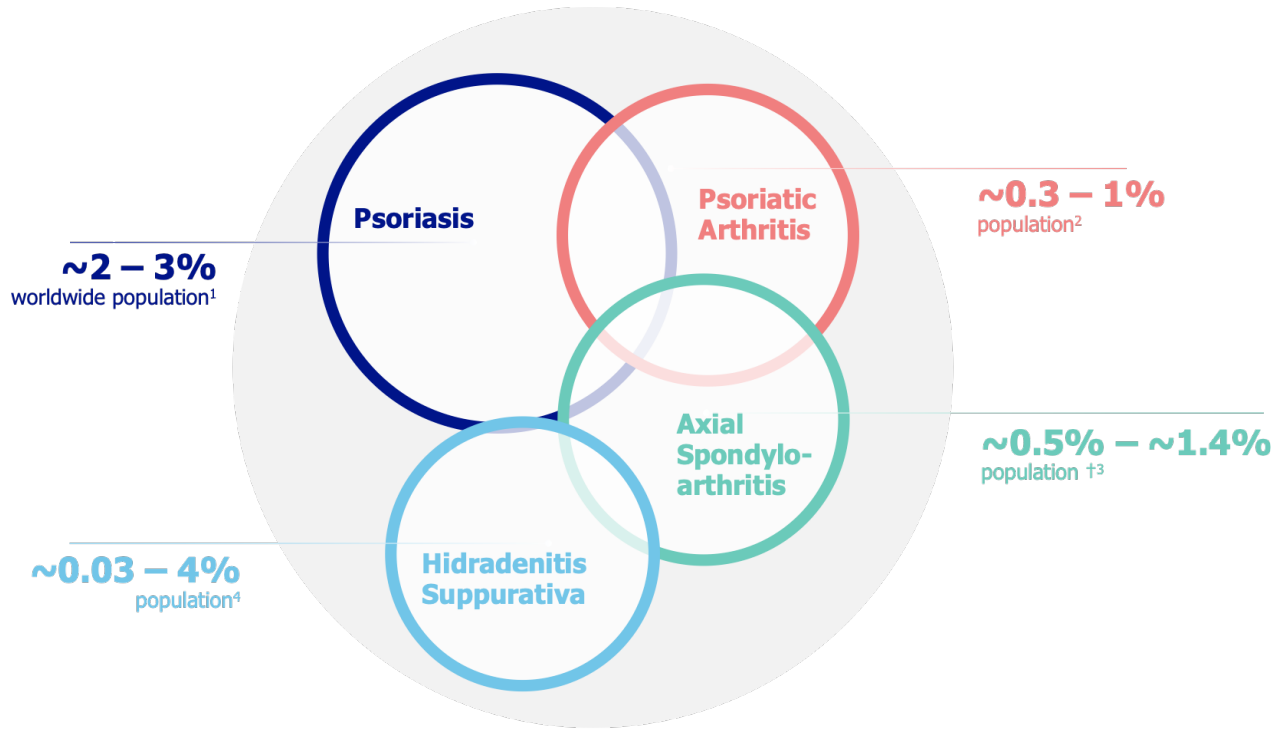 Psoriasis
~2 – 3%
worldwide population¹
Psoriatic
Arthritis
~0.3 – 1%
population²
Axial
Spondylo-
arthritis
~0.5% – ~1.4%
population †³
Hidradenitis
Suppurativa
~0.03 – 4%
population⁴